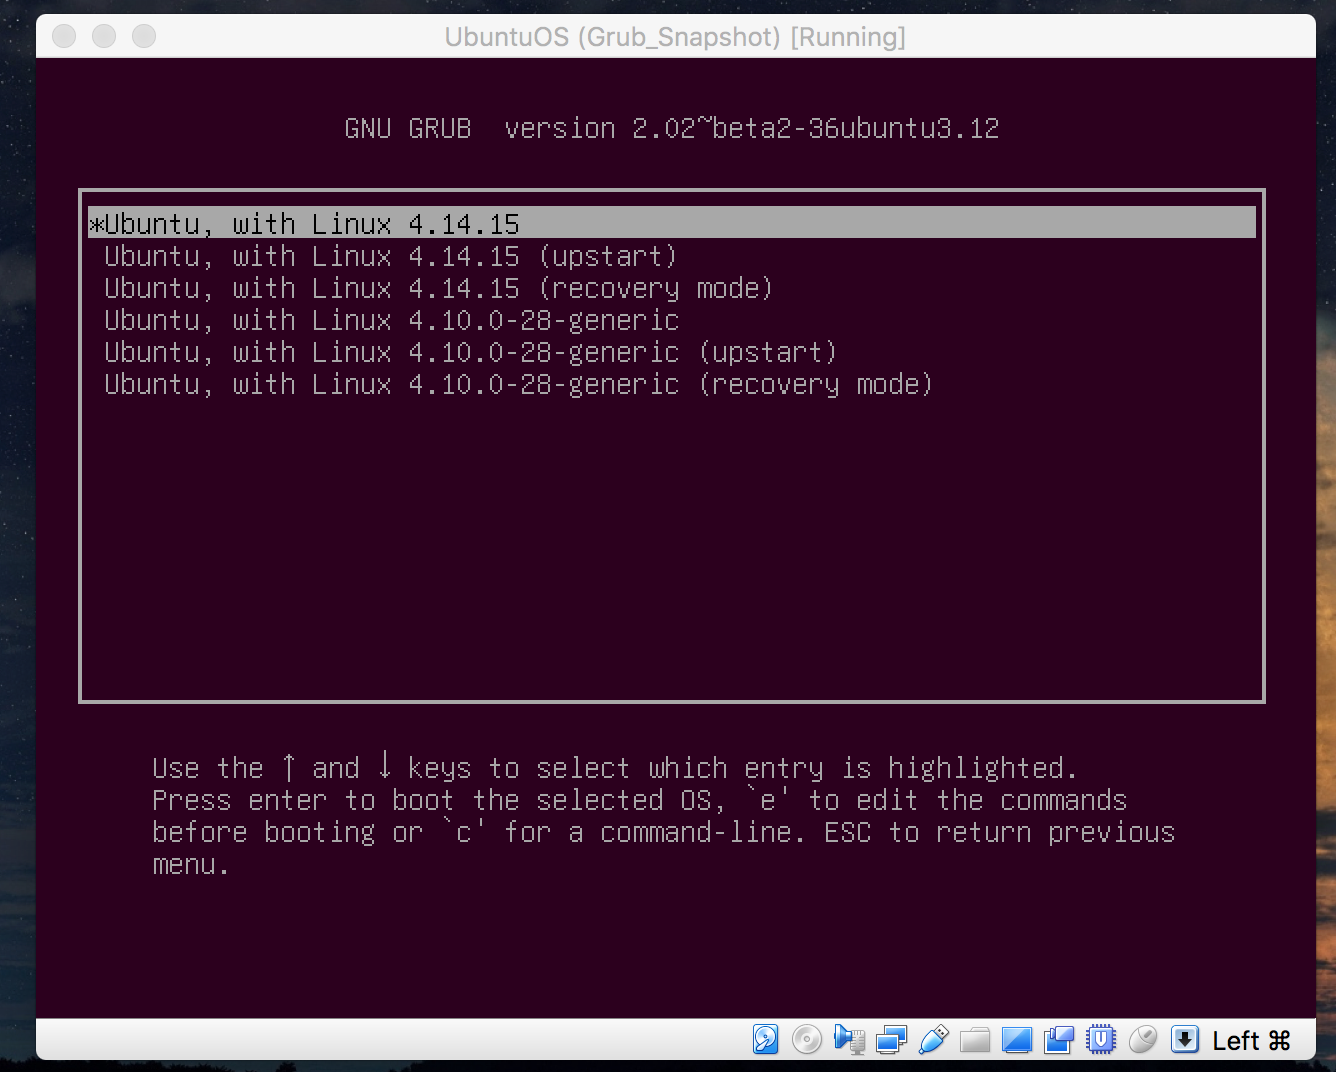 UbuntuOS (Grub_Snapshot) [Running]
GNU GRUB  version 2.02~beta2-36ubuntu3.12
*Ubuntu, with Linux 4.14.15
Ubuntu, with Linux 4.14.15 (upstart)
Ubuntu, with Linux 4.14.15 (recovery mode)
Ubuntu, with Linux 4.10.0-28-generic
Ubuntu, with Linux 4.10.0-28-generic (upstart)
Ubuntu, with Linux 4.10.0-28-generic (recovery mode)
Use the ↑ and ↓ keys to select which entry is highlighted.
Press enter to boot the selected OS, `e' to edit the commands
before booting or `c' for a command-line. ESC to return previous
menu.
Left ⌘